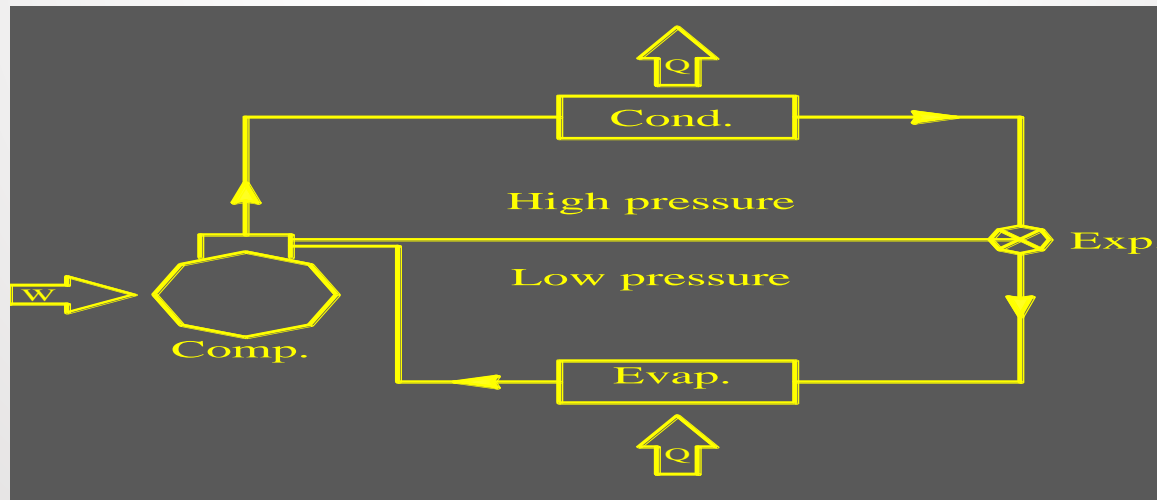 Q
Cond.
High pressure
Exp
Low pressure
W
Comp.
Evap.
Q